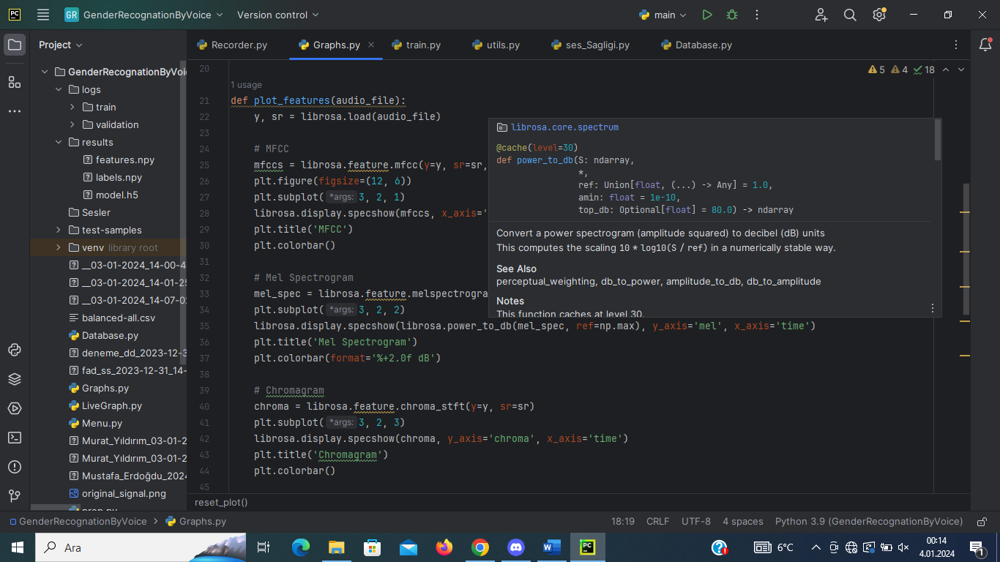 PC
GR
GenderRecognationByVoice
Version control
main
Project
Recorder.py
Graphs.py
train.py
utils.py
ses_Sagligi.py
Database.py
GenderRecognationByVoi
logs
train
validation
results
features.npy
labels.npy
model.h5
Sesler
test-samples
venv library root
__03-01-2024_14-00-4
__03-01-2024_14-01-25
__03-01-2024_14-07-0
balanced-all.csv
Database.py
deneme_dd_2023-12-3
fad_ss_2023-12-31_14-
Graphs.py
LiveGraph.py
Menu.py
Murat_Yıldırım_03-01-2
Murat_Yıldırım_03-01-2
Mustafa_Erdoğdu_2024
original_signal.png
5 4 18
20
1 usage
21 def plot_features(audio_file):
22 y, sr = librosa.load(audio_file)
23
24 # MFCC
25 mfccs = librosa.feature.mfcc(y=y, sr=sr,
26 plt.figure(figsize=(12, 6))
27 plt.subplot( *args: 3, 2, 1)
28 librosa.display.specshow(mfccs, x_axis='
29 plt.title('MFCC')
30 plt.colorbar()
31
32 # Mel Spectrogram
33 mel_spec = librosa.feature.melspectrogra
34 plt.subplot( *args: 3, 2, 2)
35 librosa.display.specshow(librosa.power_to_db(mel_spec, ref=np.max), y_axis='mel', x_axis='time')
36 plt.title('Mel Spectrogram')
37 plt.colorbar(format='%+2.0f dB')
38
39 # Chromagram
40 chroma = librosa.feature.chroma_stft(y=y, sr=sr)
41 plt.subplot( *args: 3, 2, 3)
42 librosa.display.specshow(chroma, y_axis='chroma', x_axis='time')
43 plt.title('Chromagram')
44 plt.colorbar()
45
librosa.core.spectrum
@cache(level=30)
def power_to_db(S: ndarray,
*,
ref: Union[float, (...) -> Any] = 1.0,
amin: float = 1e-10,
top_db: Optional[float] = 80.0) -> ndarray
Convert a power spectrogram (amplitude squared) to decibel (dB) units
This computes the scaling 10 * log10(S / ref) in a numerically stable way.
See Also
perceptual_weighting, db_to_power, amplitude_to_db, db_to_amplitude
Notes
This function caches at level 30.
reset_plot()
GenderRecognationByVoice > Graphs.py
18:19 CRLF UTF-8 4 spaces Python 3.9 (GenderRecognationByVoice)
Ara
6°C
00:14
4.01.2024
1